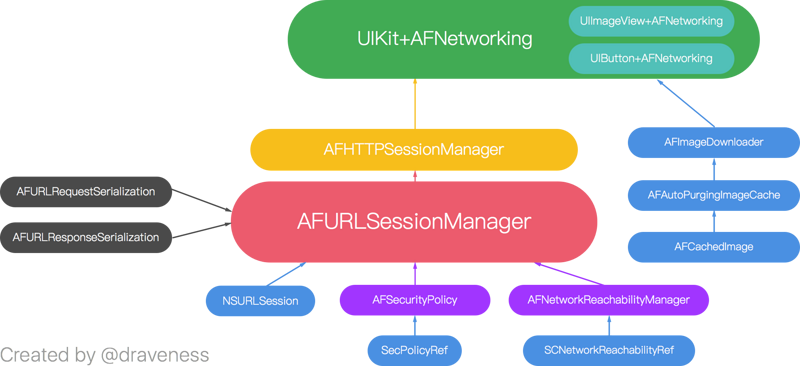 UIKit+AFNetworking
UIImageView+AFNetworking
UIButton+AFNetworking
AFHTTPSessionManager
AFImageDownloader
AFURLRequestSerialization
AFAutoPurgingImageCache
AFURLSessionManager
AFURLResponseSerialization
AFCachedImage
NSURLSession
AFSecurityPolicy
AFNetworkReachabilityManager
SecPolicyRef
SCNetworkReachabilityRef
Created by @draveness